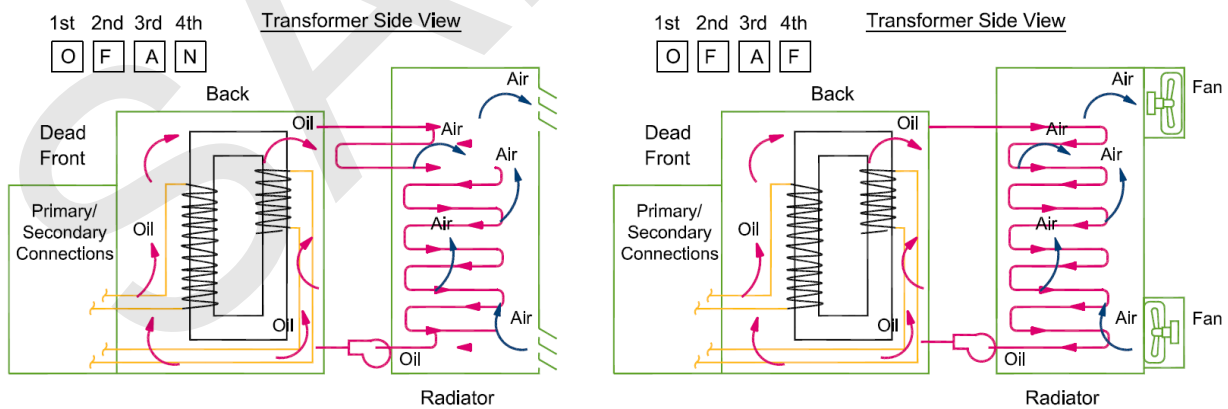 1st 2nd 3rd 4th
Transformer Side View
O F A N
Back
Dead
Front
Oil
Air
Air
Air
Primary/
Secondary
Connections
Oil
Air
Oil
Air
Oil
Radiator
1st 2nd 3rd 4th
Transformer Side View
O F A F
Back
Dead
Front
Oil
Air
Fan
Air
Air
Primary/
Secondary
Connections
Oil
Air
Oil
Air
Fan
Oil
Radiator